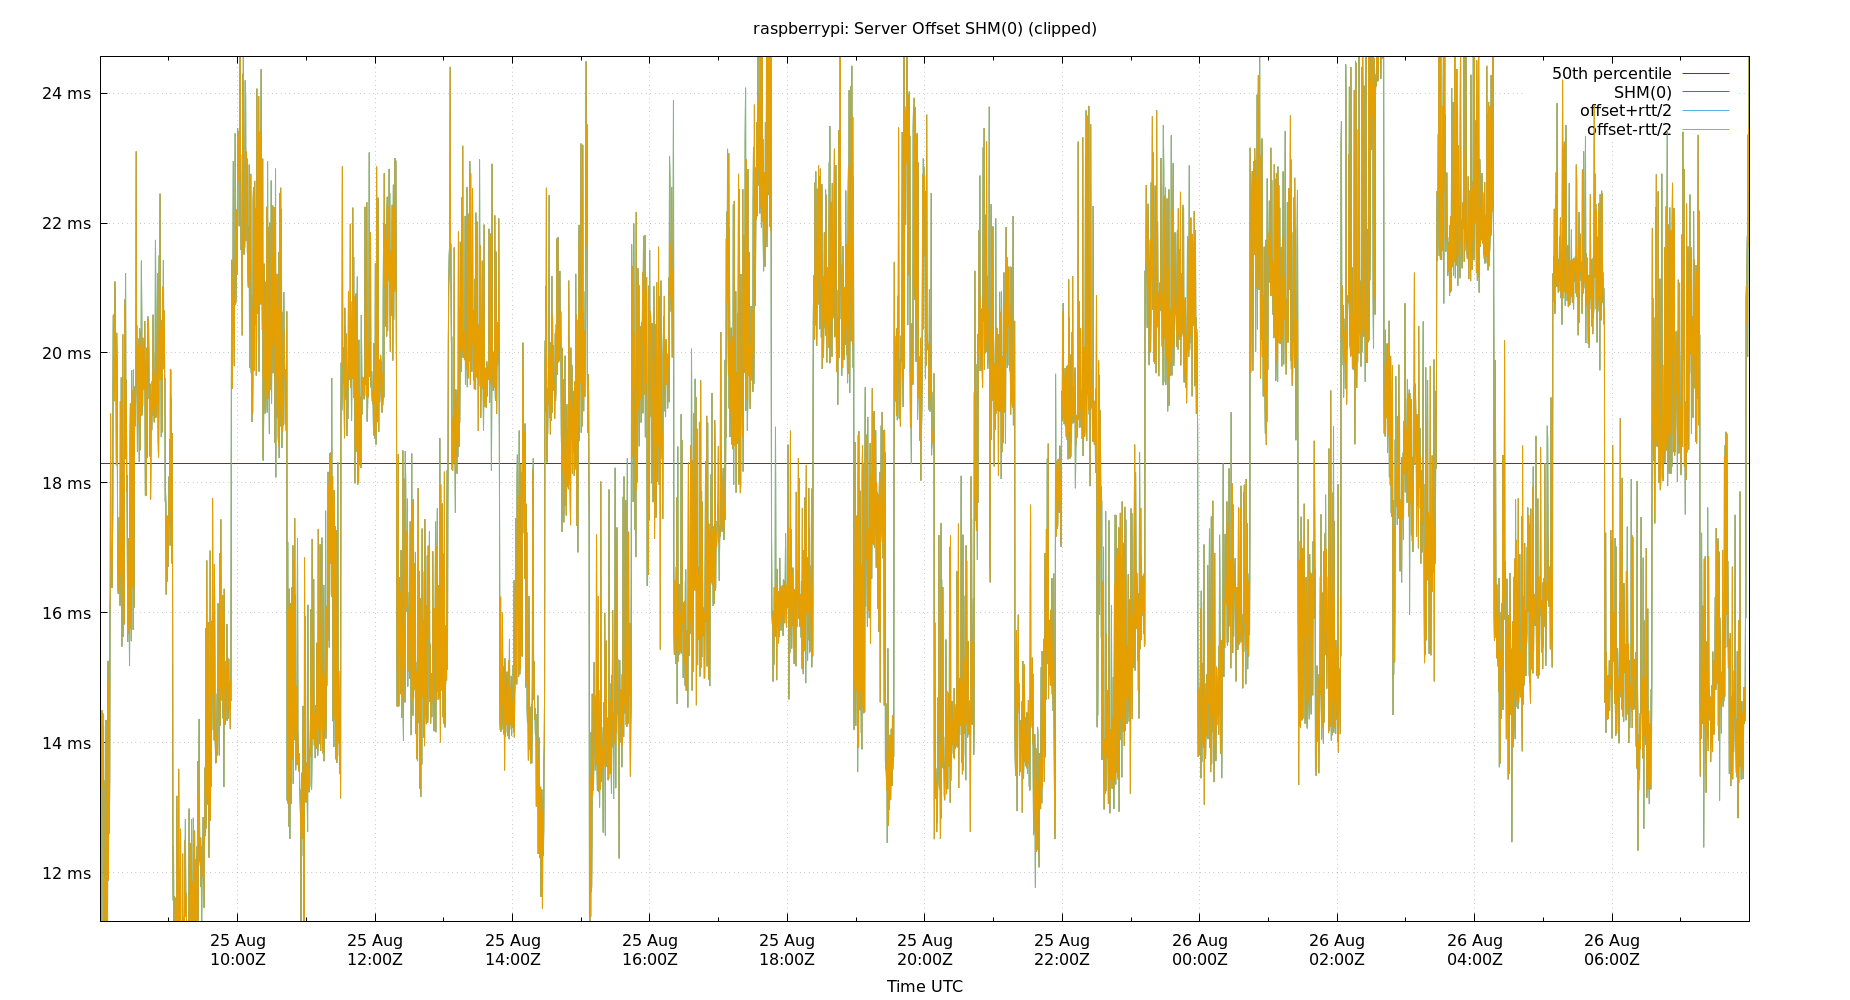 raspberrypi: Server Offset SHM(0) (clipped)
50th percentile
SHM(0)
offset+rtt/2
offset-rtt/2
24 ms
22 ms
20 ms
18 ms
16 ms
14 ms
12 ms
25 Aug 25 Aug 25 Aug 25 Aug 25 Aug 25 Aug 25 Aug 26 Aug 26 Aug 26 Aug 26 Aug
10:00Z 12:00Z 14:00Z 16:00Z 18:00Z 20:00Z 22:00Z 00:00Z 02:00Z 04:00Z 06:00Z
Time UTC